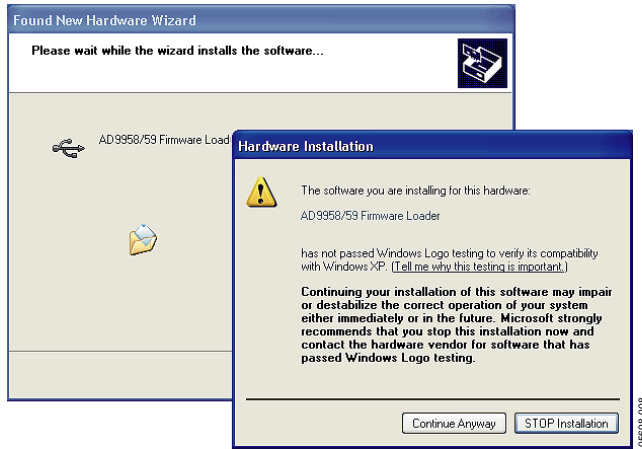 Found New Hardware Wizard
Please wait while the wizard installs the software...
AD9958/59 Firmware Load
Hardware Installation
The software you are installing for this hardware:
AD9958/59 Firmware Loader
has not passed Windows Logo testing to verify its compatibility
with Windows XP. (Tell me why this testing is important.)
Continuing your installation of this software may impair
or destabilize the correct operation of your system
either immediately or in the future. Microsoft strongly
recommends that you stop this installation now and
contact the hardware vendor for software that has
passed Windows Logo testing.
Continue Anyway
STOP Installation